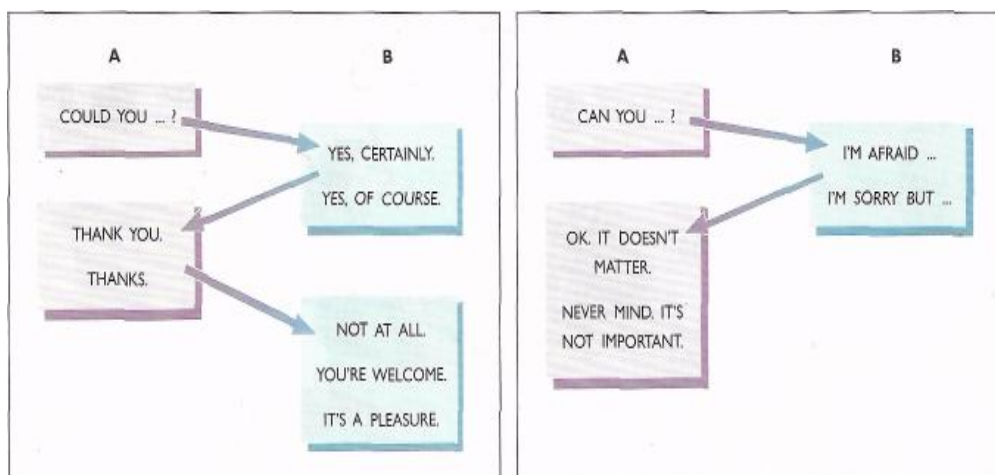 A
B
COULD YOU ... ?
YES, CERTAINLY.
YES, OF COURSE.
THANK YOU.
THANKS.
NOT AT ALL.
YOU'RE WELCOME.
IT'S A PLEASURE.
A
B
CAN YOU ... ?
I'M AFRAID ...
I'M SORRY BUT ...
OK. IT DOESN'T
MATTER.
NEVER MIND. IT'S
NOT IMPORTANT.